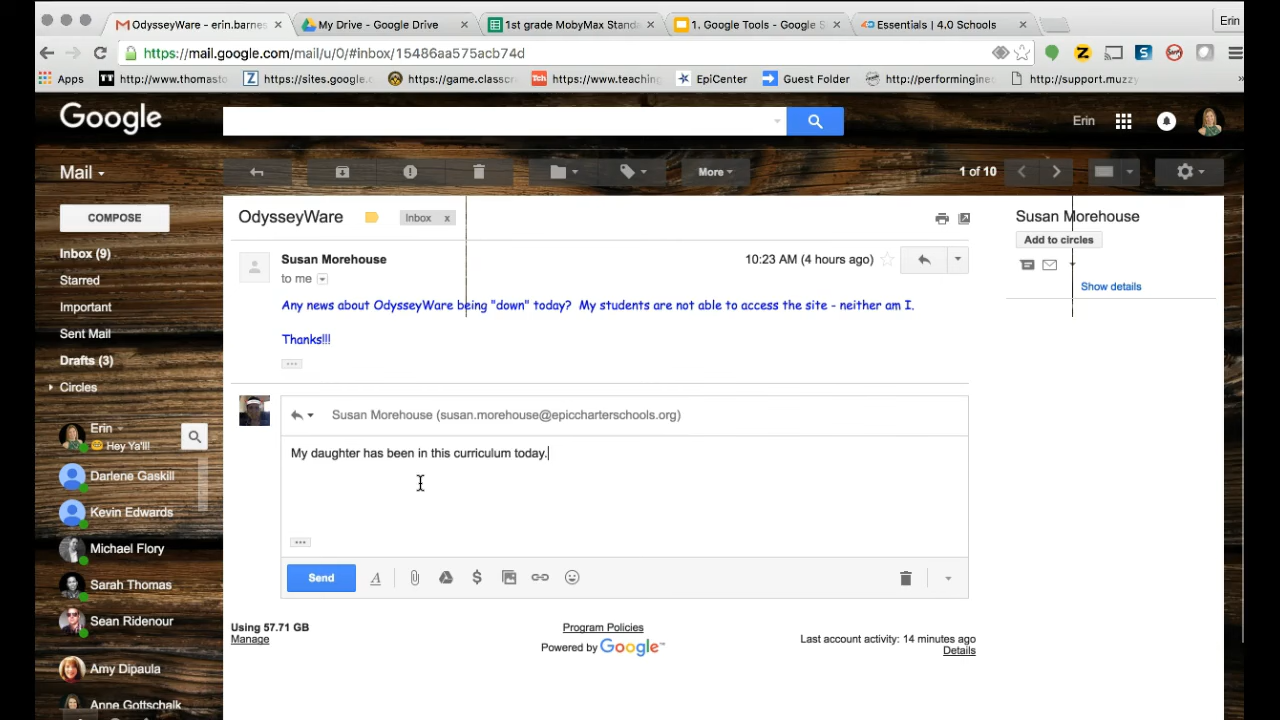 Erin
OdysseyWare - erin.barnes
My Drive - Google Drive
1st grade MobyMax Standa
1. Google Tools - Google S
Essentials | 4.0 Schools
https://mail.google.com/mail/u/0/#inbox/15486aa575acb74d
Apps
http://www.thomasto
https://sites.google.c
https://gameclasscra
https://www.teaching
EpiCenter
Guest Folder
http://performingine
http://support.muzzy
Google
Erin
Mail
More
1 of 10
COMPOSE
Inbox (9)
Starred
Important
Sent Mail
Drafts (3)
Circles
Erin
Hey Ya'll!
Darlene Gaskill
Kevin Edwards
Michael Flory
Sarah Thomas
Sean Ridenour
Amy Dipaula
Anne Gottschalk
OdysseyWare
Inbox x
Susan Morehouse
10:23 AM (4 hours ago)
to me
Any news about OdysseyWare being "down" today? My students are not able to access the site - neither am I.
Thanks!!!
Susan Morehouse (susan.morehouse@epiccharterschools.org)
My daughter has been in this curriculum today.
Send
Using 57.71 GB
Manage
Program Policies
Powered by Google™
Last account activity: 14 minutes ago
Details
Susan Morehouse
Add to circles
Show details